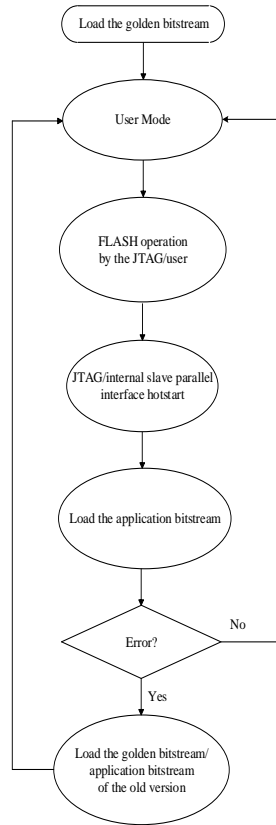 Load the golden bitstream
User Mode
FLASH operation
by the JTAG/user
JTAG/internal slave parallel
interface hotstart
Load the application bitstream
Error?
No
Yes
Load the golden bitstream/
application bitstream
of the old version